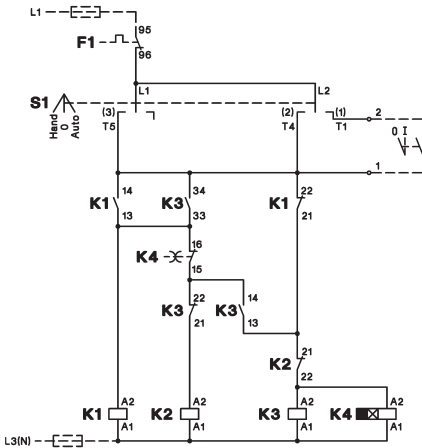 L1
95
F1
96
L1
L2
S1
Hand
0
Auto
(3)
T5
(2)
T4
(1)
T1
2
0 I
1
14
K1
13
34
K3
33
22
K1
21
16
K4
15
22
K3
21
14
K3
13
21
K2
22
A2
K1
A1
A2
K2
A1
A2
K3
A1
A2
K4
A1
L3(N)